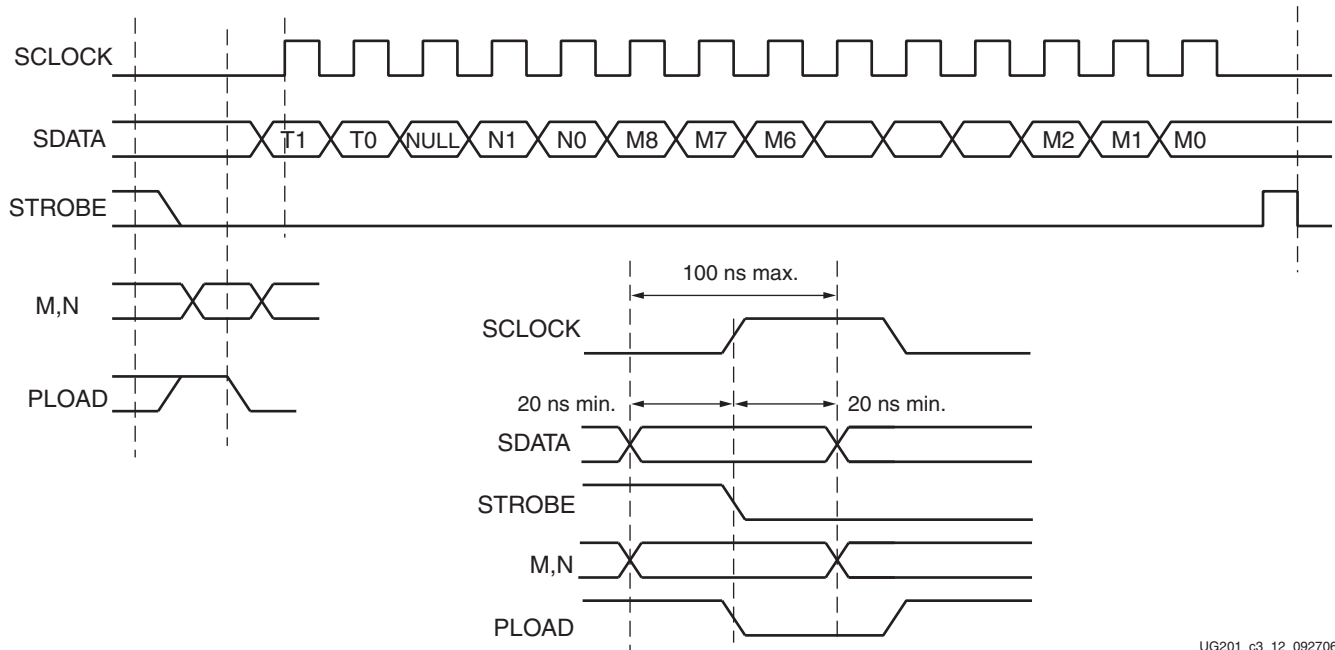 SCLOCK
SDATA T1 T0 NULL N1 N0 M8 M7 M6 M2 M1 M0
STROBE
M,N
PLOAD
100 ns max.
SCLOCK
20 ns min. 20 ns min.
SDATA
STROBE
M,N
PLOAD
UG201_c3_12_092706